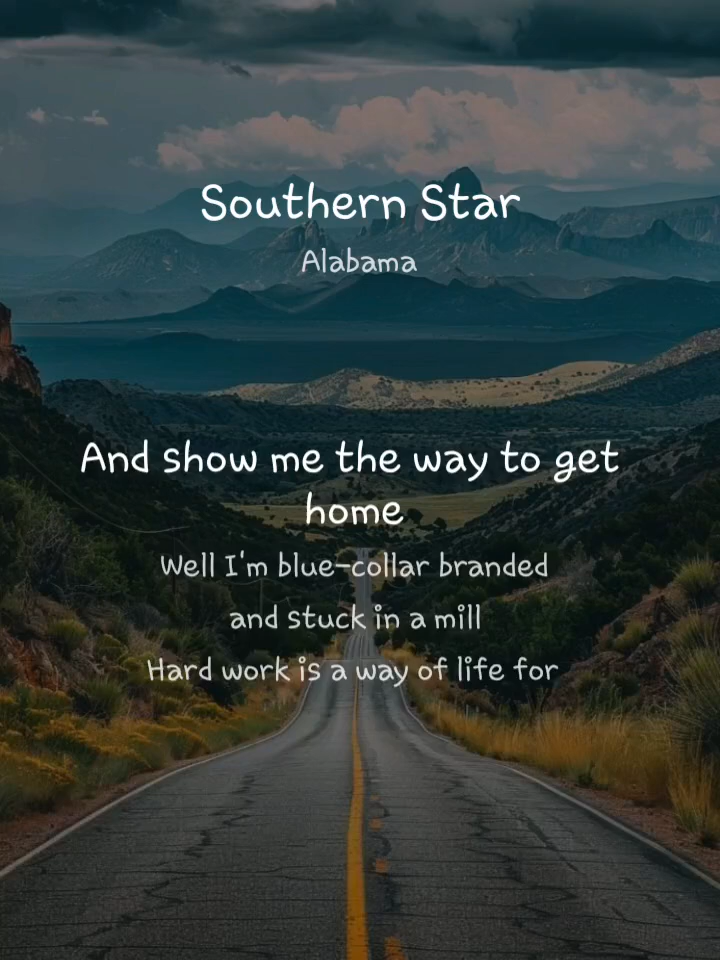 Southern Star
Alabama
And show me the way to get
home
Well I'm blue-collar branded
and stuck in a mill
Hard work is a way of life for